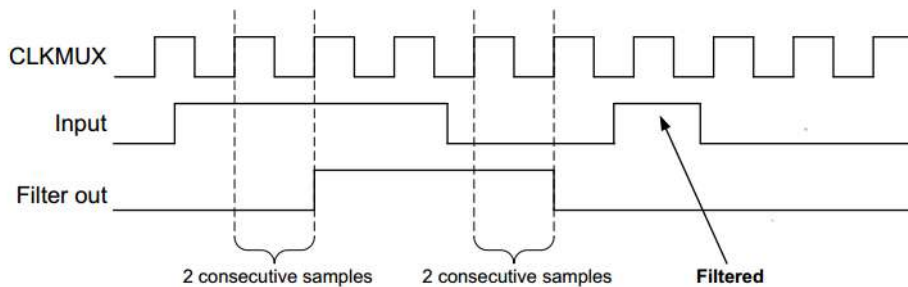 CLKMUX
Input
Filter out
2 consecutive samples
2 consecutive samples
Filtered